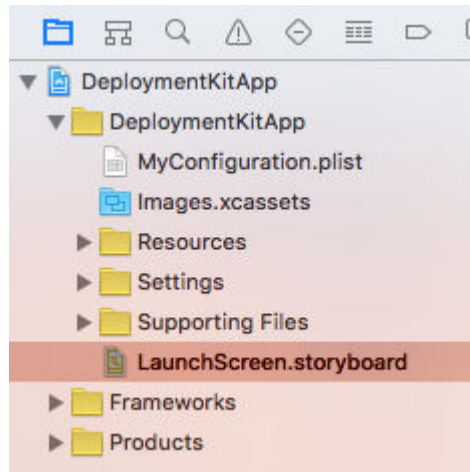 DeploymentKitApp
DeploymentKitApp
MyConfiguration.plist
Images.xcassets
Resources
Settings
Supporting Files
LaunchScreen.storyboard
Frameworks
Products